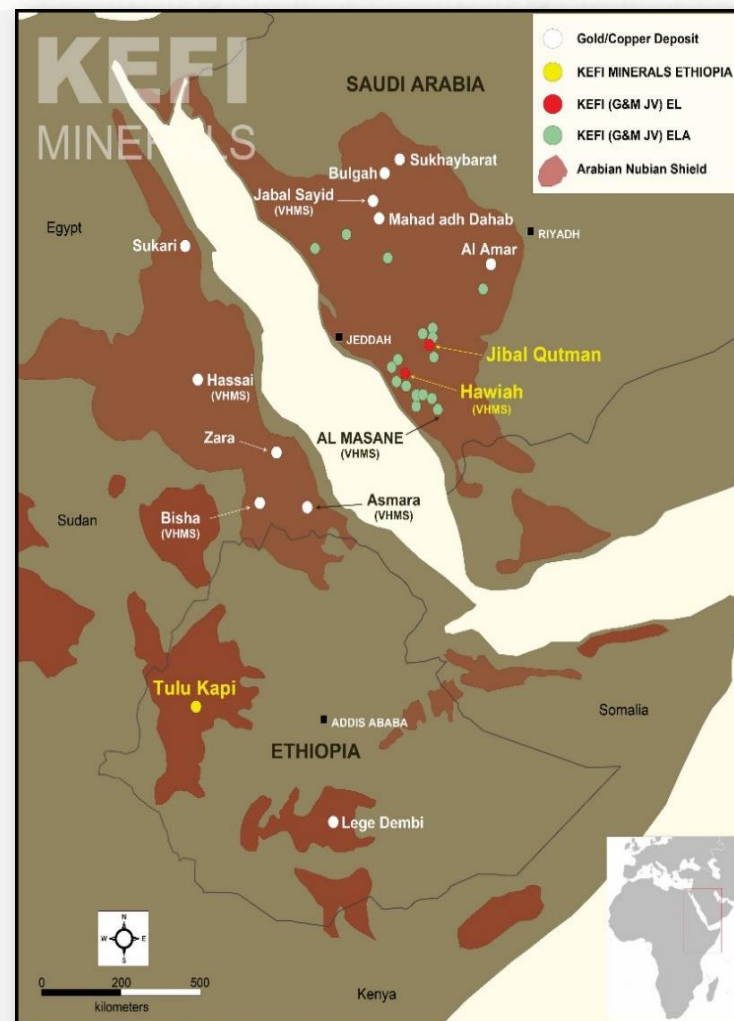 KEFI
MINERALS
SAUDI ARABIA
Gold/Copper Deposit
KEFI MINERALS ETHIOPIA
KEFI (G&M JV) EL
KEFI (G&M JV) ELA
Arabian Nubian Shield
Sukhaybarat
Bulgah
Jabal Sayid
(VHMS)
Mahad adh Dahab
Egypt
Sukari
RIYADH
Al Amar
JEDDAH
Jibal Qutman
Hawiah
(VHMS)
Hassai
(VHMS)
AL MASANE
(VHMS)
Zara
Bisha
(VHMS)
Asmara
(VHMS)
Sudan
Tulu Kapi
ADDIS ABABA
Somalia
ETHIOPIA
Lege Dembi
N
W E
S
0 200 500
kilometers
Kenya